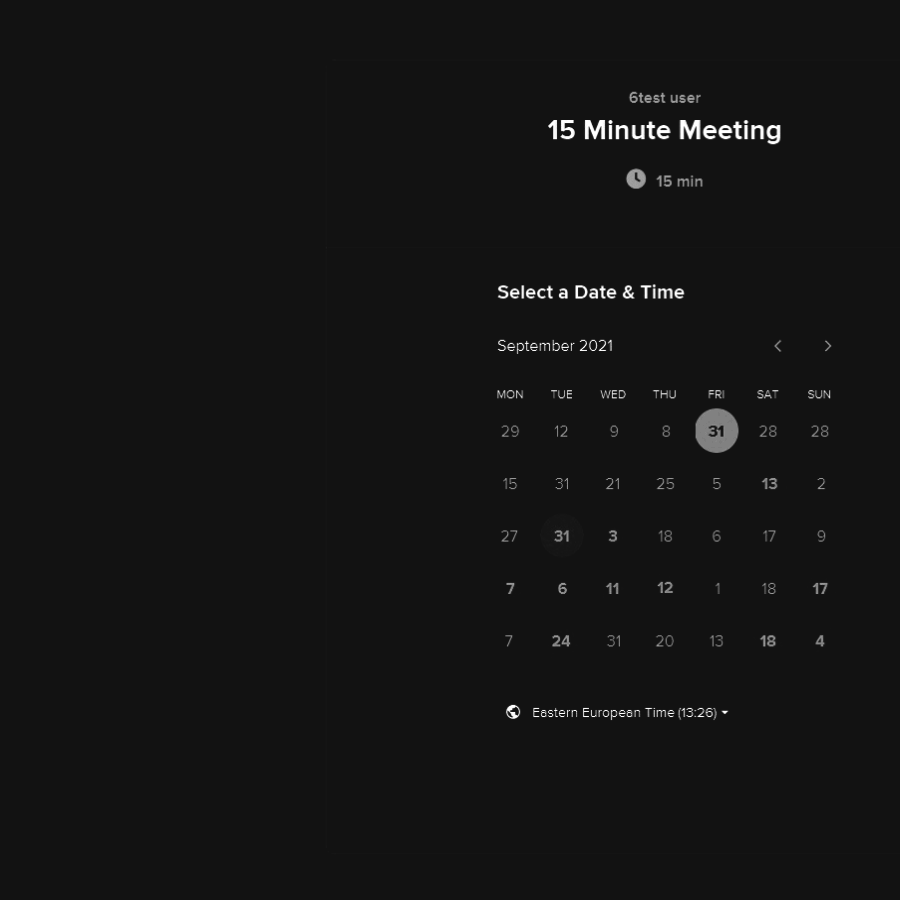 6test user
15 Minute Meeting
15 min
Select a Date & Time
September 2021
MON TUE WED THU FRI SAT SUN
29 12 9 8 31 28 28
15 31 21 25 5 13 2
27 31 3 18 6 17 9
7 6 11 12 1 18 17
7 24 31 20 13 18 4
Eastern European Time (13:26)